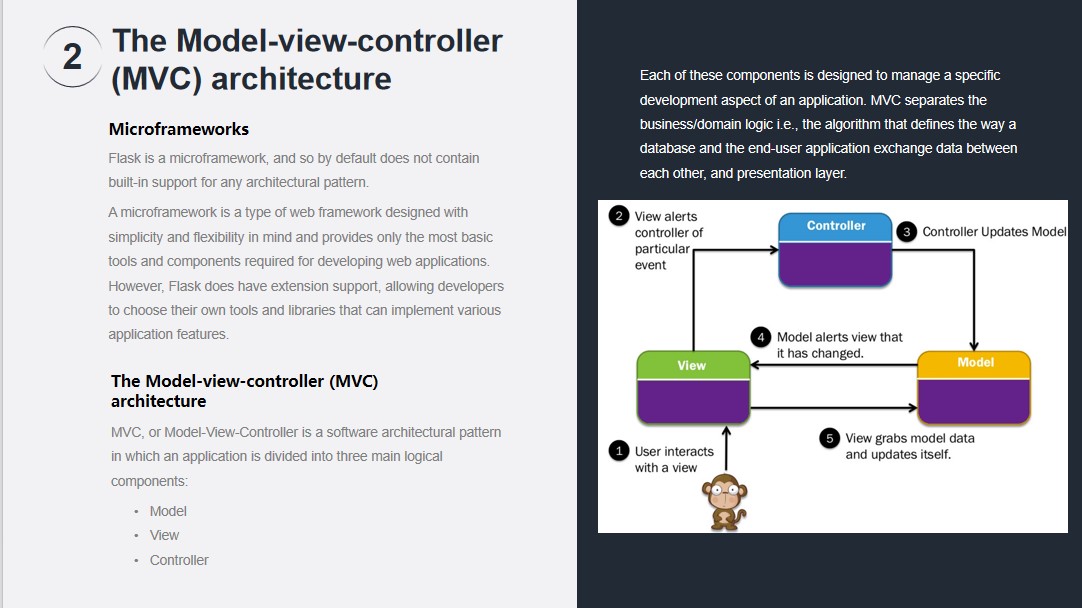 2
The Model-view-controller
(MVC) architecture
Microframeworks
Flask is a microframework, and so by default does not contain
built-in support for any architectural pattern.
A microframework is a type of web framework designed with
simplicity and flexibility in mind and provides only the most basic
tools and components required for developing web applications.
However, Flask does have extension support, allowing developers
to choose their own tools and libraries that can implement various
application features.
The Model-view-controller (MVC)
architecture
MVC, or Model-View-Controller is a software architectural pattern
in which an application is divided into three main logical
components:
• Model
• View
• Controller
Each of these components is designed to manage a specific
development aspect of an application. MVC separates the
business/domain logic i.e., the algorithm that defines the way a
database and the end-user application exchange data between
each other, and presentation layer.
2 View alerts
controller of
particular
event
Controller
3 Controller Updates Model
4 Model alerts view that
it has changed.
View
Model
5 View grabs model data
and updates itself.
1 User interacts
with a view